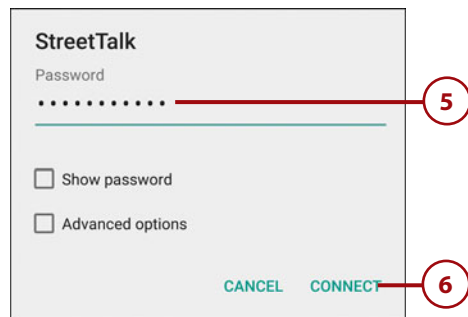 StreetTalk
Password
•••••••••••
5
Show password
Advanced options
CANCEL CONNECT
6